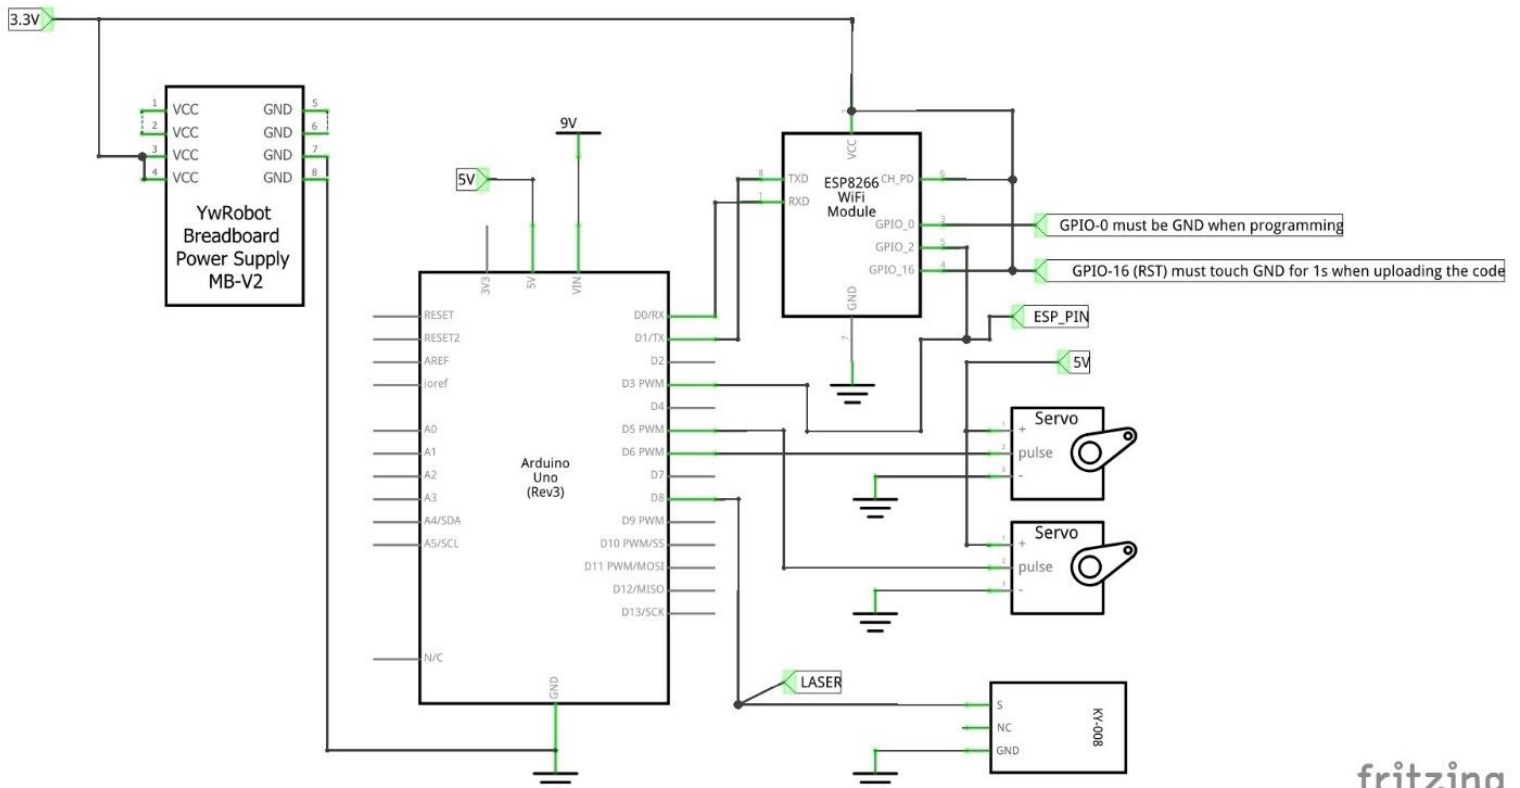 3.3V
1 VCC GND 5
2 VCC GND 6
3 VCC GND 7
4 VCC GND 8
YwRobot
Breadboard
Power Supply
MB-V2
9V
5V
3V3
5V
VIN
RESET
RESET2
AREF
ioref
A0
A1
A2
A3
A4/SDA
A5/SCL
N/C
Arduino
Uno
(Rev3)
D0/RX
D1/TX
D2
D3 PWM
D4
D5 PWM
D6 PWM
D7
D8
D9 PWM
D10 PWM/SS
D11 PWM/MOSI
D12/MISO
D13/SCK
GND
VCC
8 TXD
1 RXD
ESP8266
WiFi
Module
CH_PD 6
GPIO_0 3
GPIO_2 5
GPIO_16 4
GND
7
GPIO-0 must be GND when programming
GPIO-16 (RST) must touch GND for 1s when uploading the code
ESP_PIN
5V
Servo
1 +
2 pulse
3 -
Servo
1 +
2 pulse
3 -
LASER
S
NC
GND
KY-008
fritzing